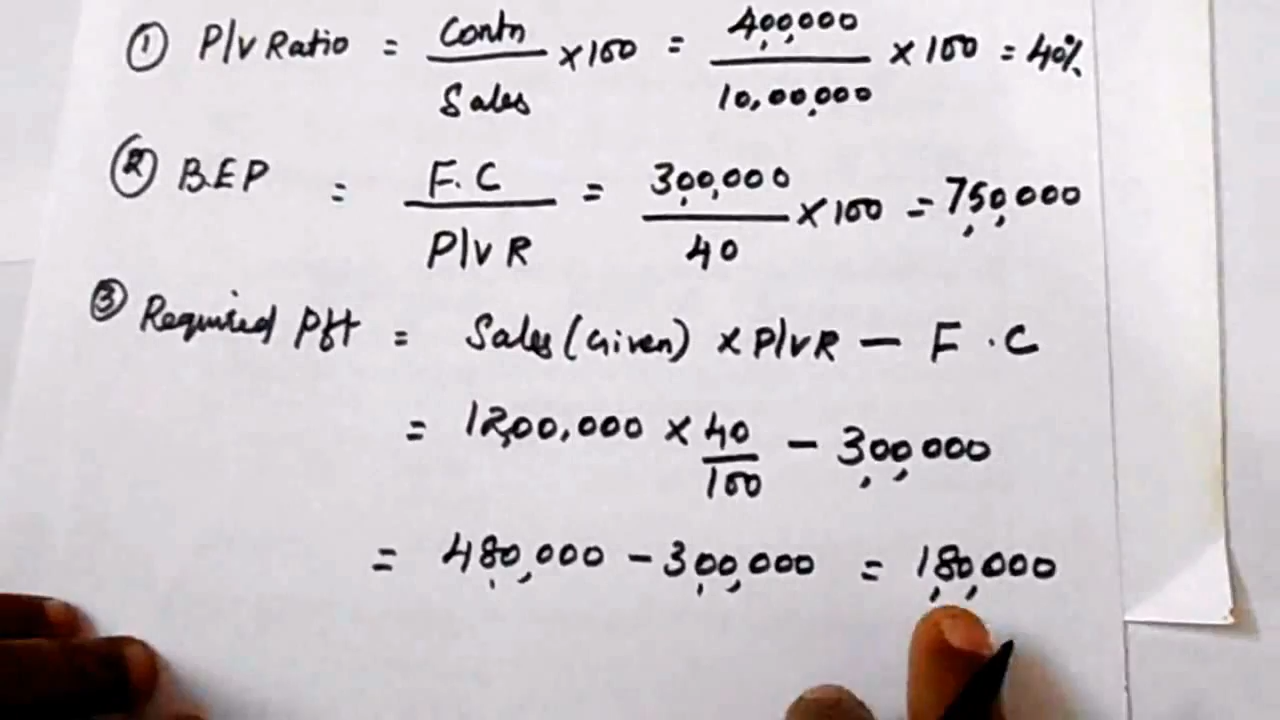 ① P/v Ratio = Contn / Sales × 100 = 4,00,000 / 10,00,000 × 100 = 40%
② B.E.P = F.C / P/V R = 3,00,000 / 40 × 100 = 7,50,000
③ Required Pft = Sales (Given) × P/V R — F.C
= 12,00,000 × 40 / 100 — 3,00,000
= 4,80,000 — 3,00,000 = 1,80,000